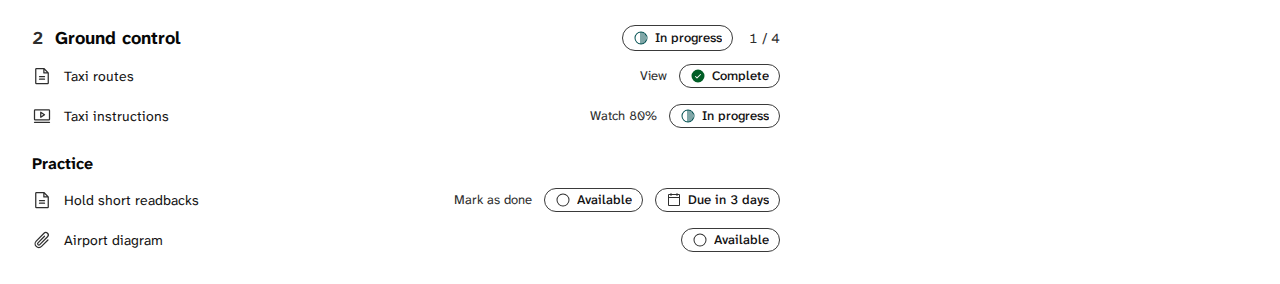 2 Ground control In progress 1 / 4
Taxi routes View Complete
Taxi instructions Watch 80% In progress
Practice
Hold short readbacks Mark as done Available Due in 3 days
Airport diagram Available